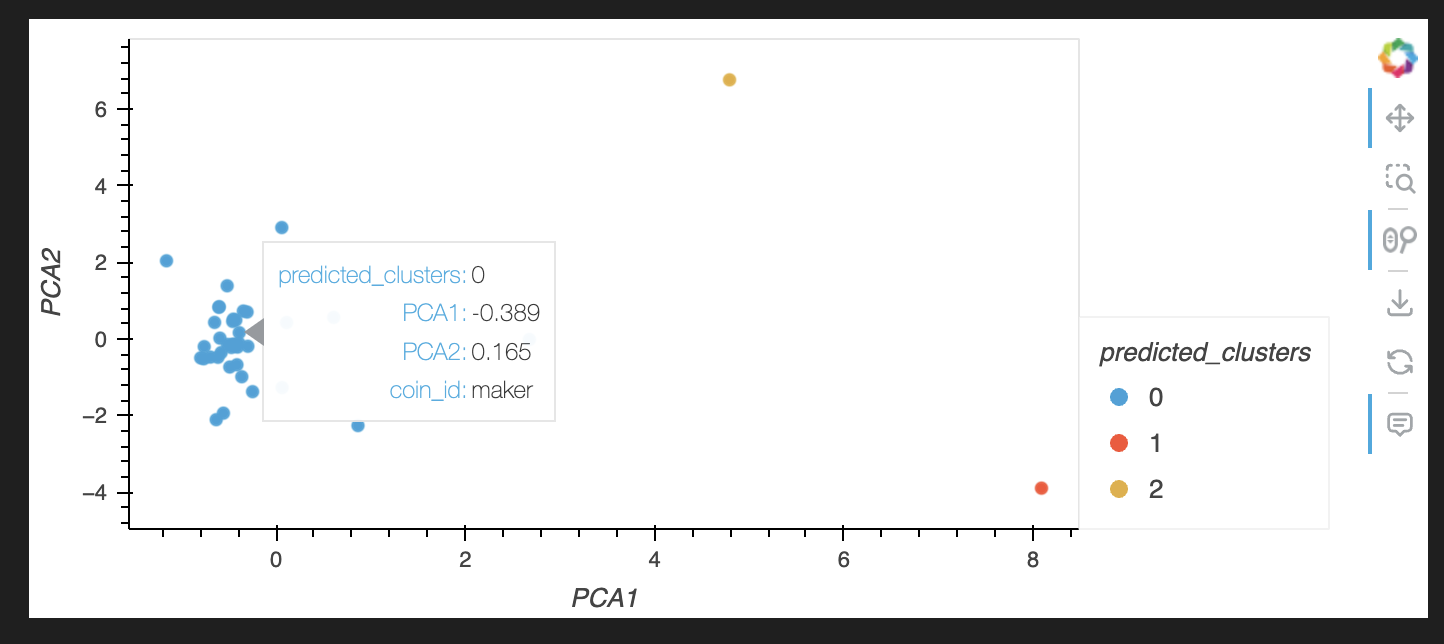 6
4
2
0
−2
−4
PCA2
predicted_clusters: 0
PCA1: -0.389
PCA2: 0.165
coin_id: maker
predicted_clusters
0
1
2
0 2 4 6 8
PCA1